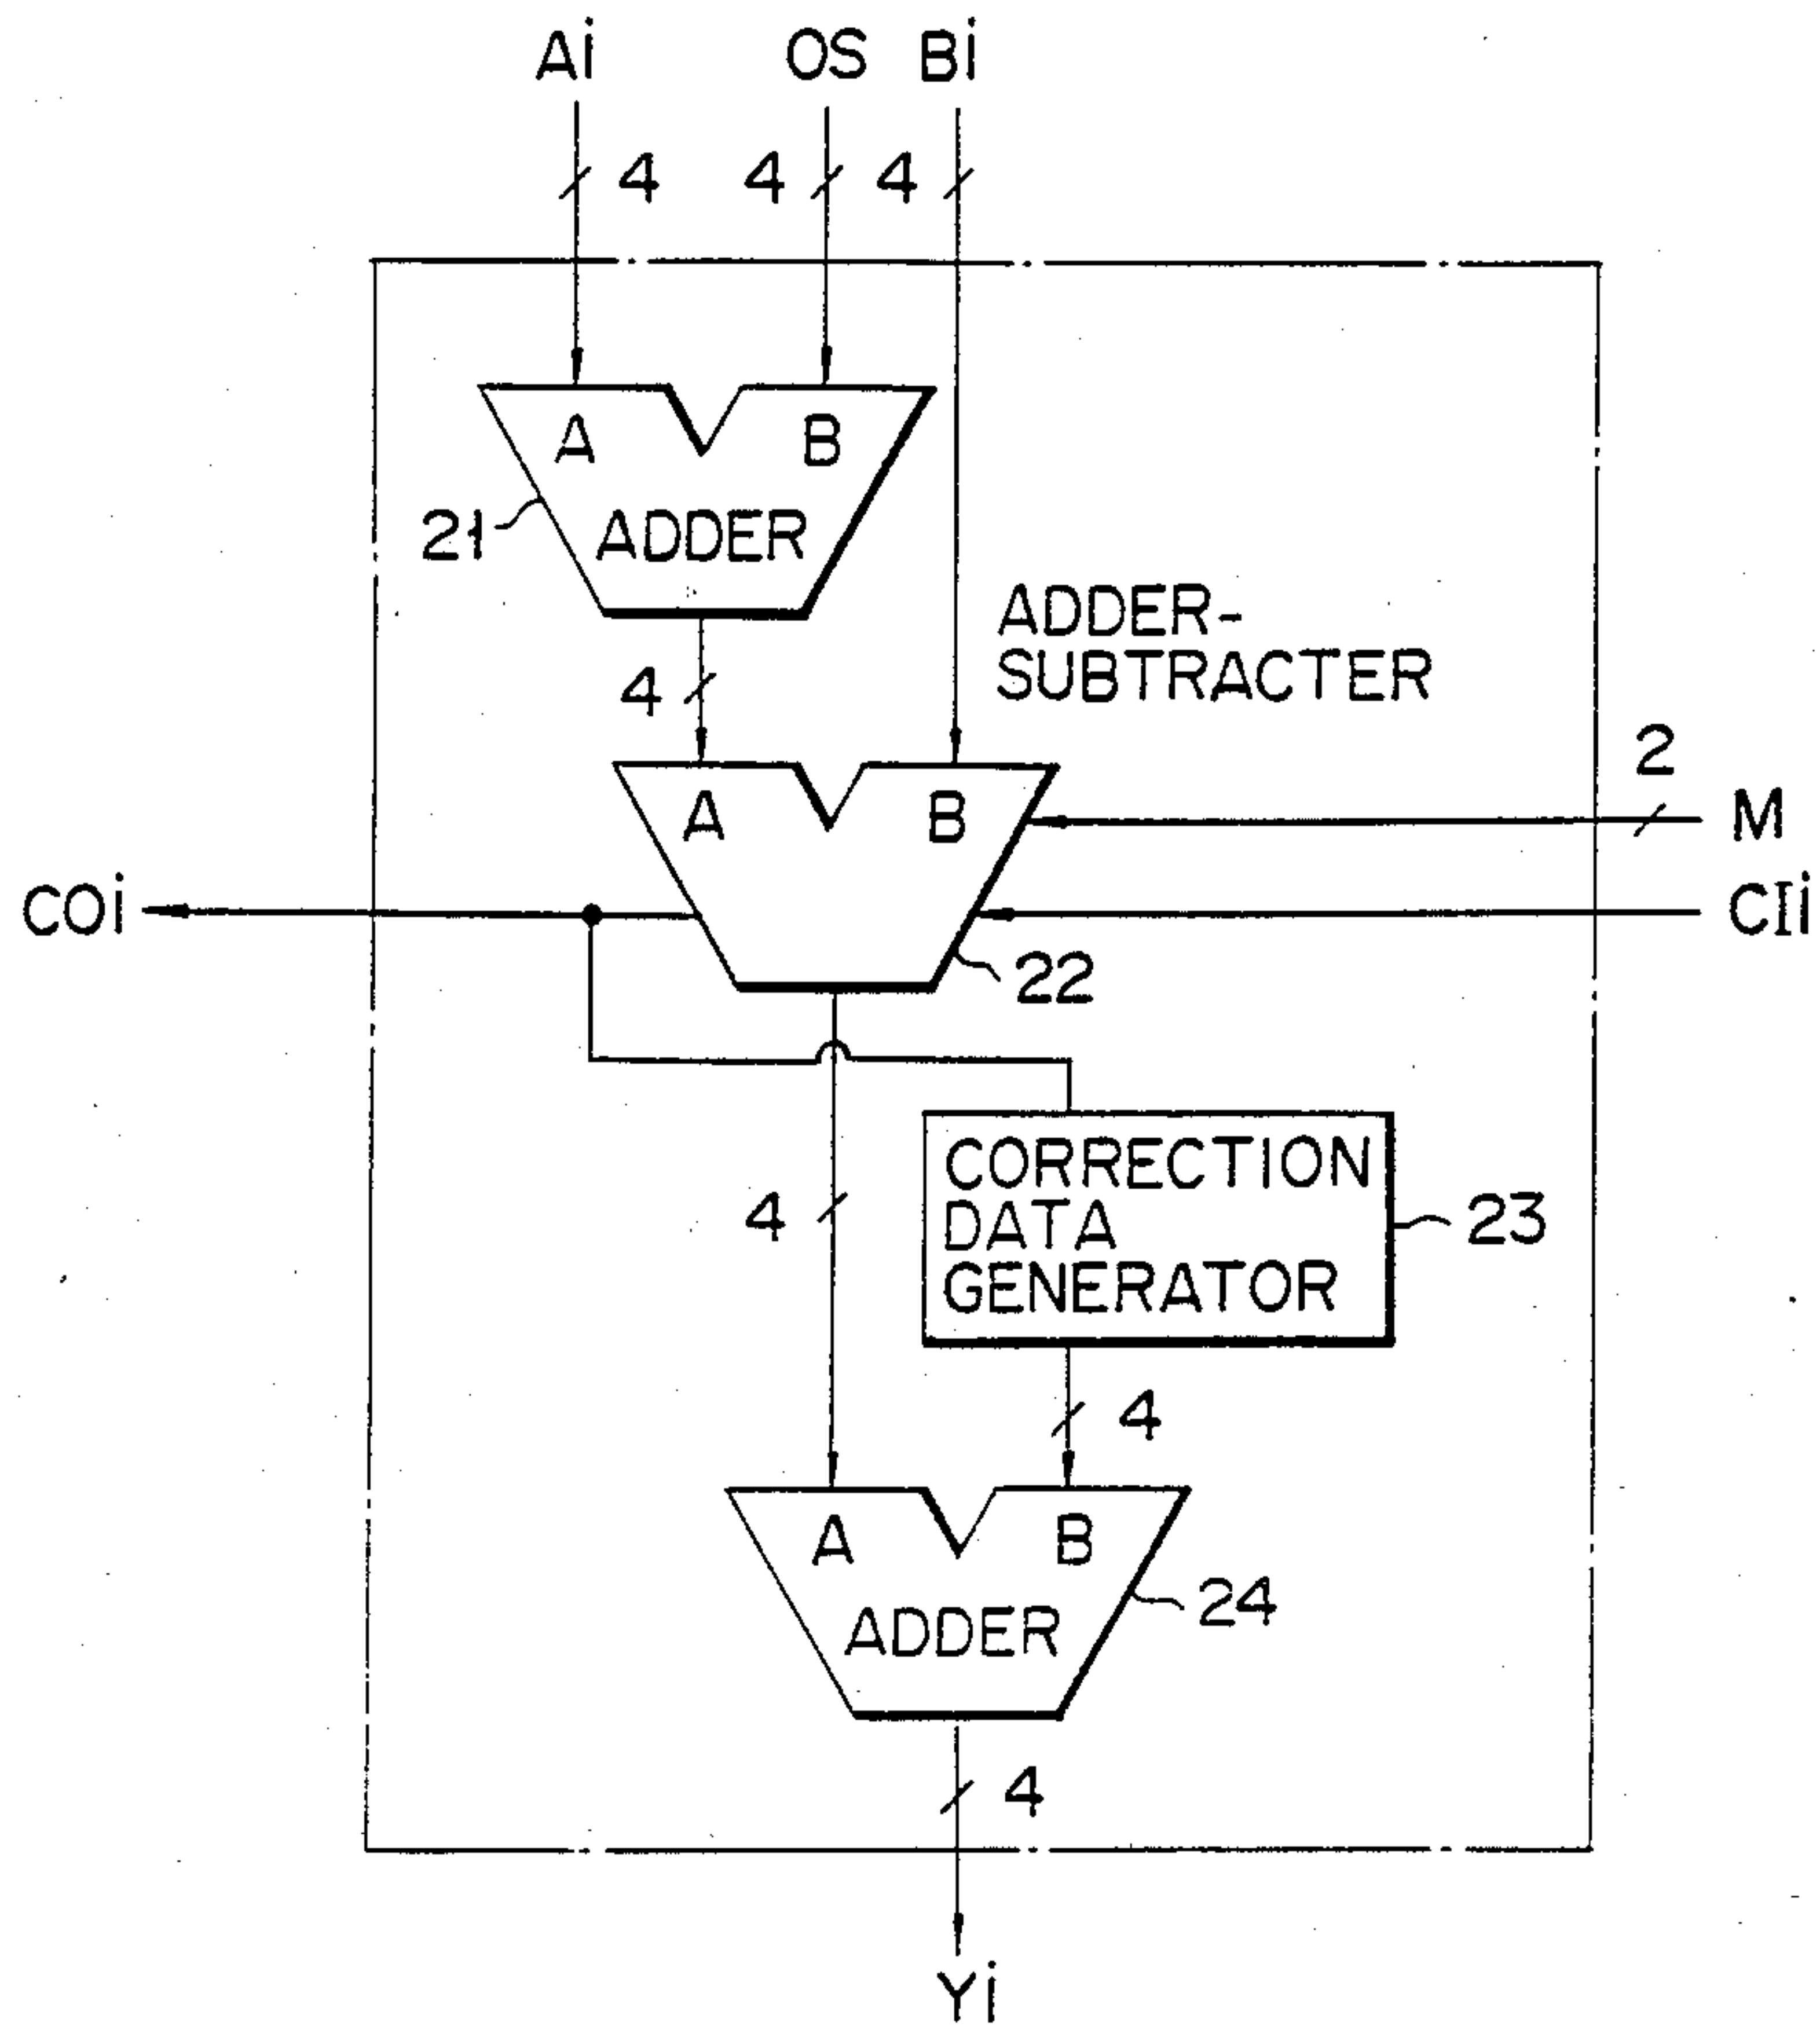 Ai OS Bi
4 4 4
A B
21 ADDER
ADDER-
SUBTRACTER
4
2
A B
M
COi
CIi
22
CORRECTION
DATA
GENERATOR
4
23
4
A B
ADDER
24
4
Yi